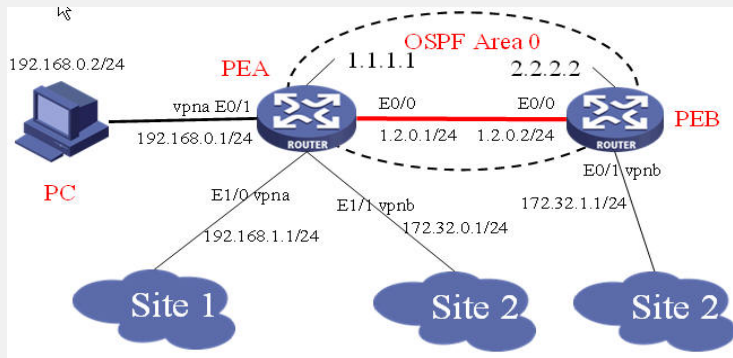 OSPF Area 0
192.168.0.2/24
PEA
1.1.1.1
2.2.2.2
vpna E0/1
E0/0
E0/0
PEB
192.168.0.1/24
ROUTER
1.2.0.1/24
1.2.0.2/24
ROUTER
PC
E0/1 vpnb
E1/0 vpna
E1/1 vpnb
172.32.1.1/24
192.168.1.1/24
172.32.0.1/24
Site 1
Site 2
Site 2